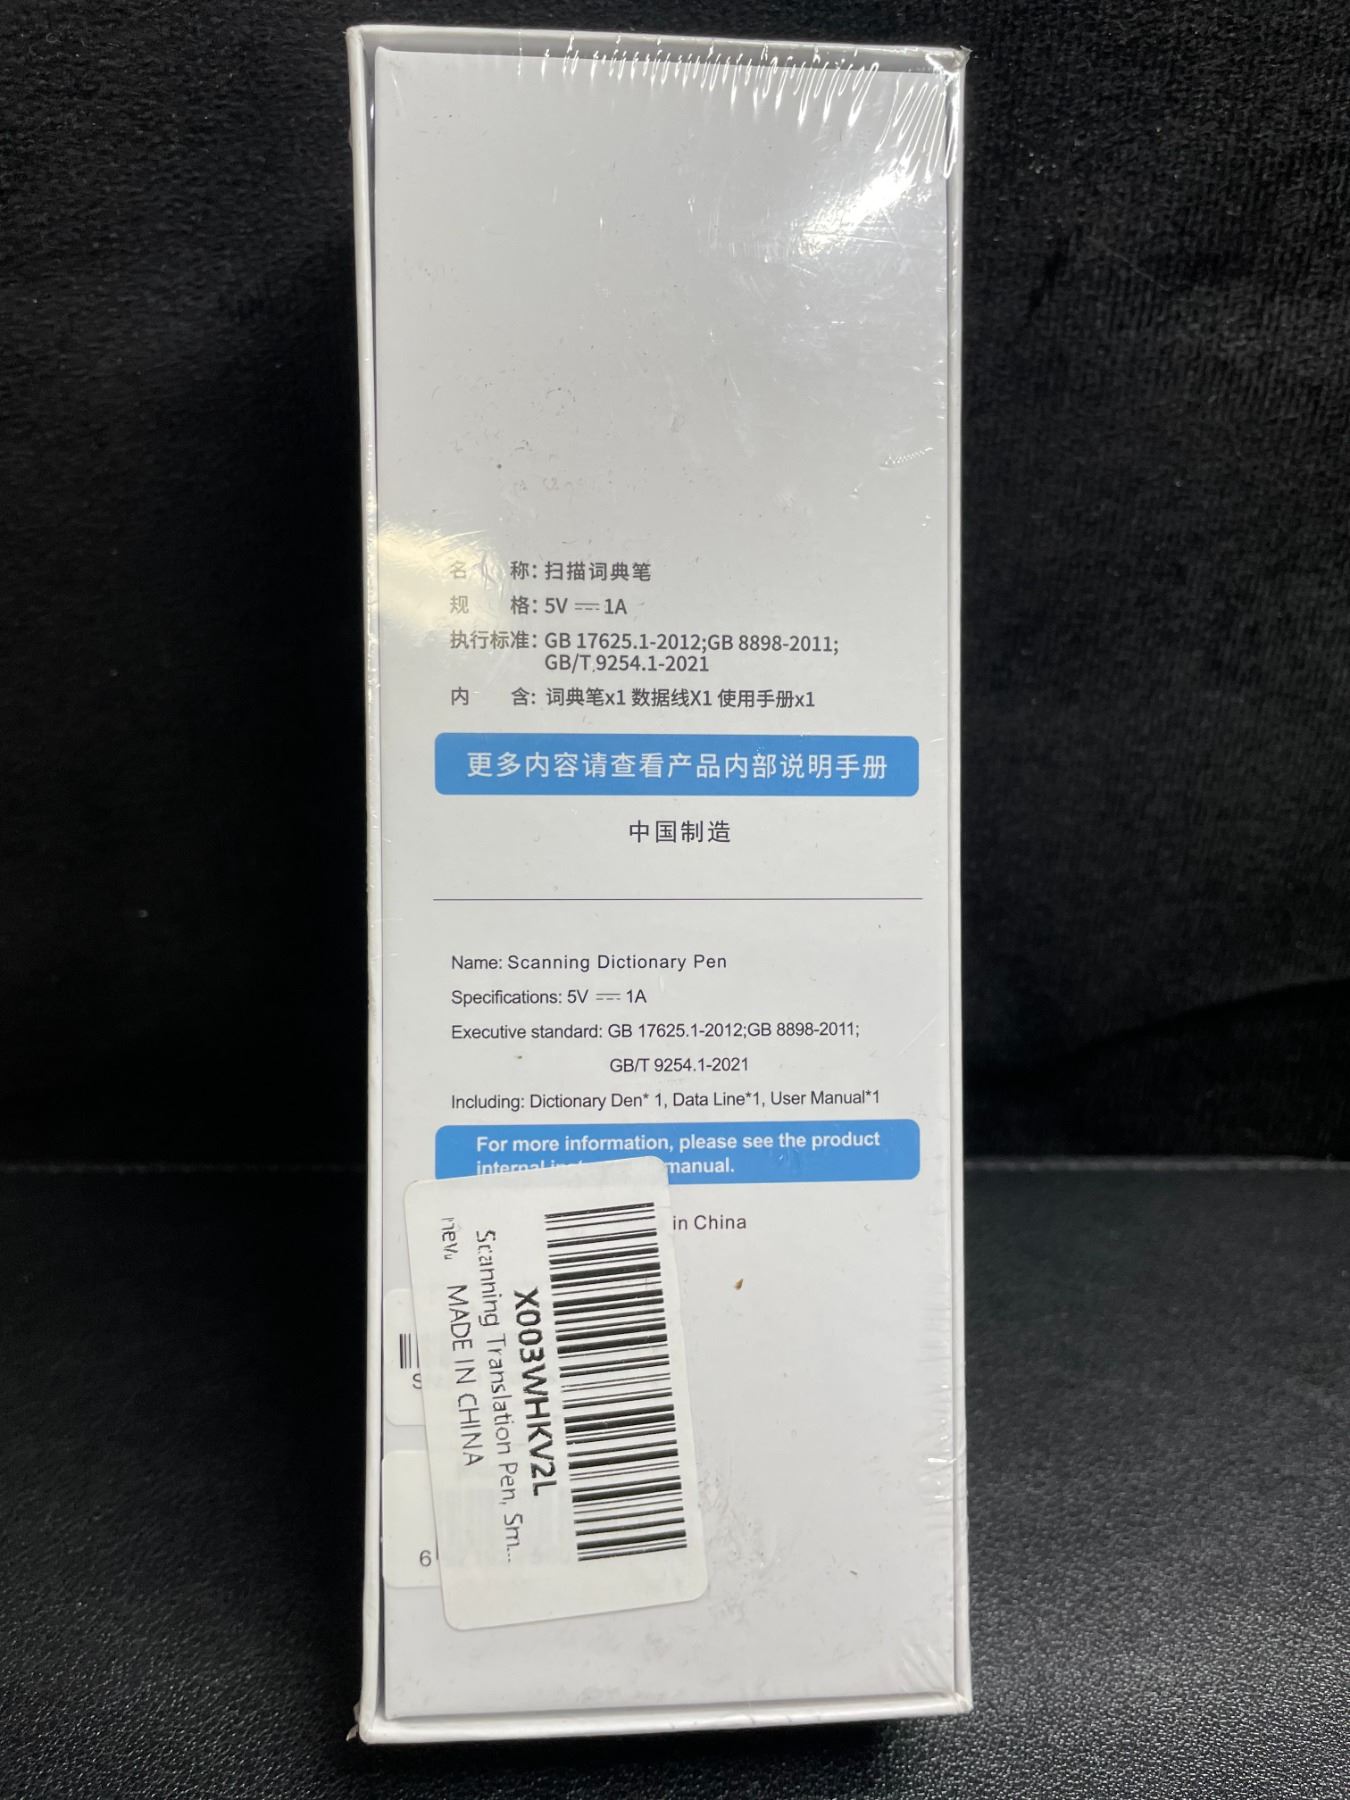 名 称: 扫描词典笔
规 格: 5V ⎓ 1A
执行标准: GB 17625.1-2012;GB 8898-2011;
GB/T 9254.1-2021
内 含: 词典笔x1 数据线X1 使用手册x1
更多内容请查看产品内部说明手册
中国制造
Name: Scanning Dictionary Pen
Specifications: 5V ⎓ 1A
Executive standard: GB 17625.1-2012;GB 8898-2011;
GB/T 9254.1-2021
Including: Dictionary Den* 1, Data Line*1, User Manual*1
For more information, please see the product
internal manual.
in China
X003WHKV2L
Scanning Translation Pen, Sm...
MADE IN CHINA
S
6